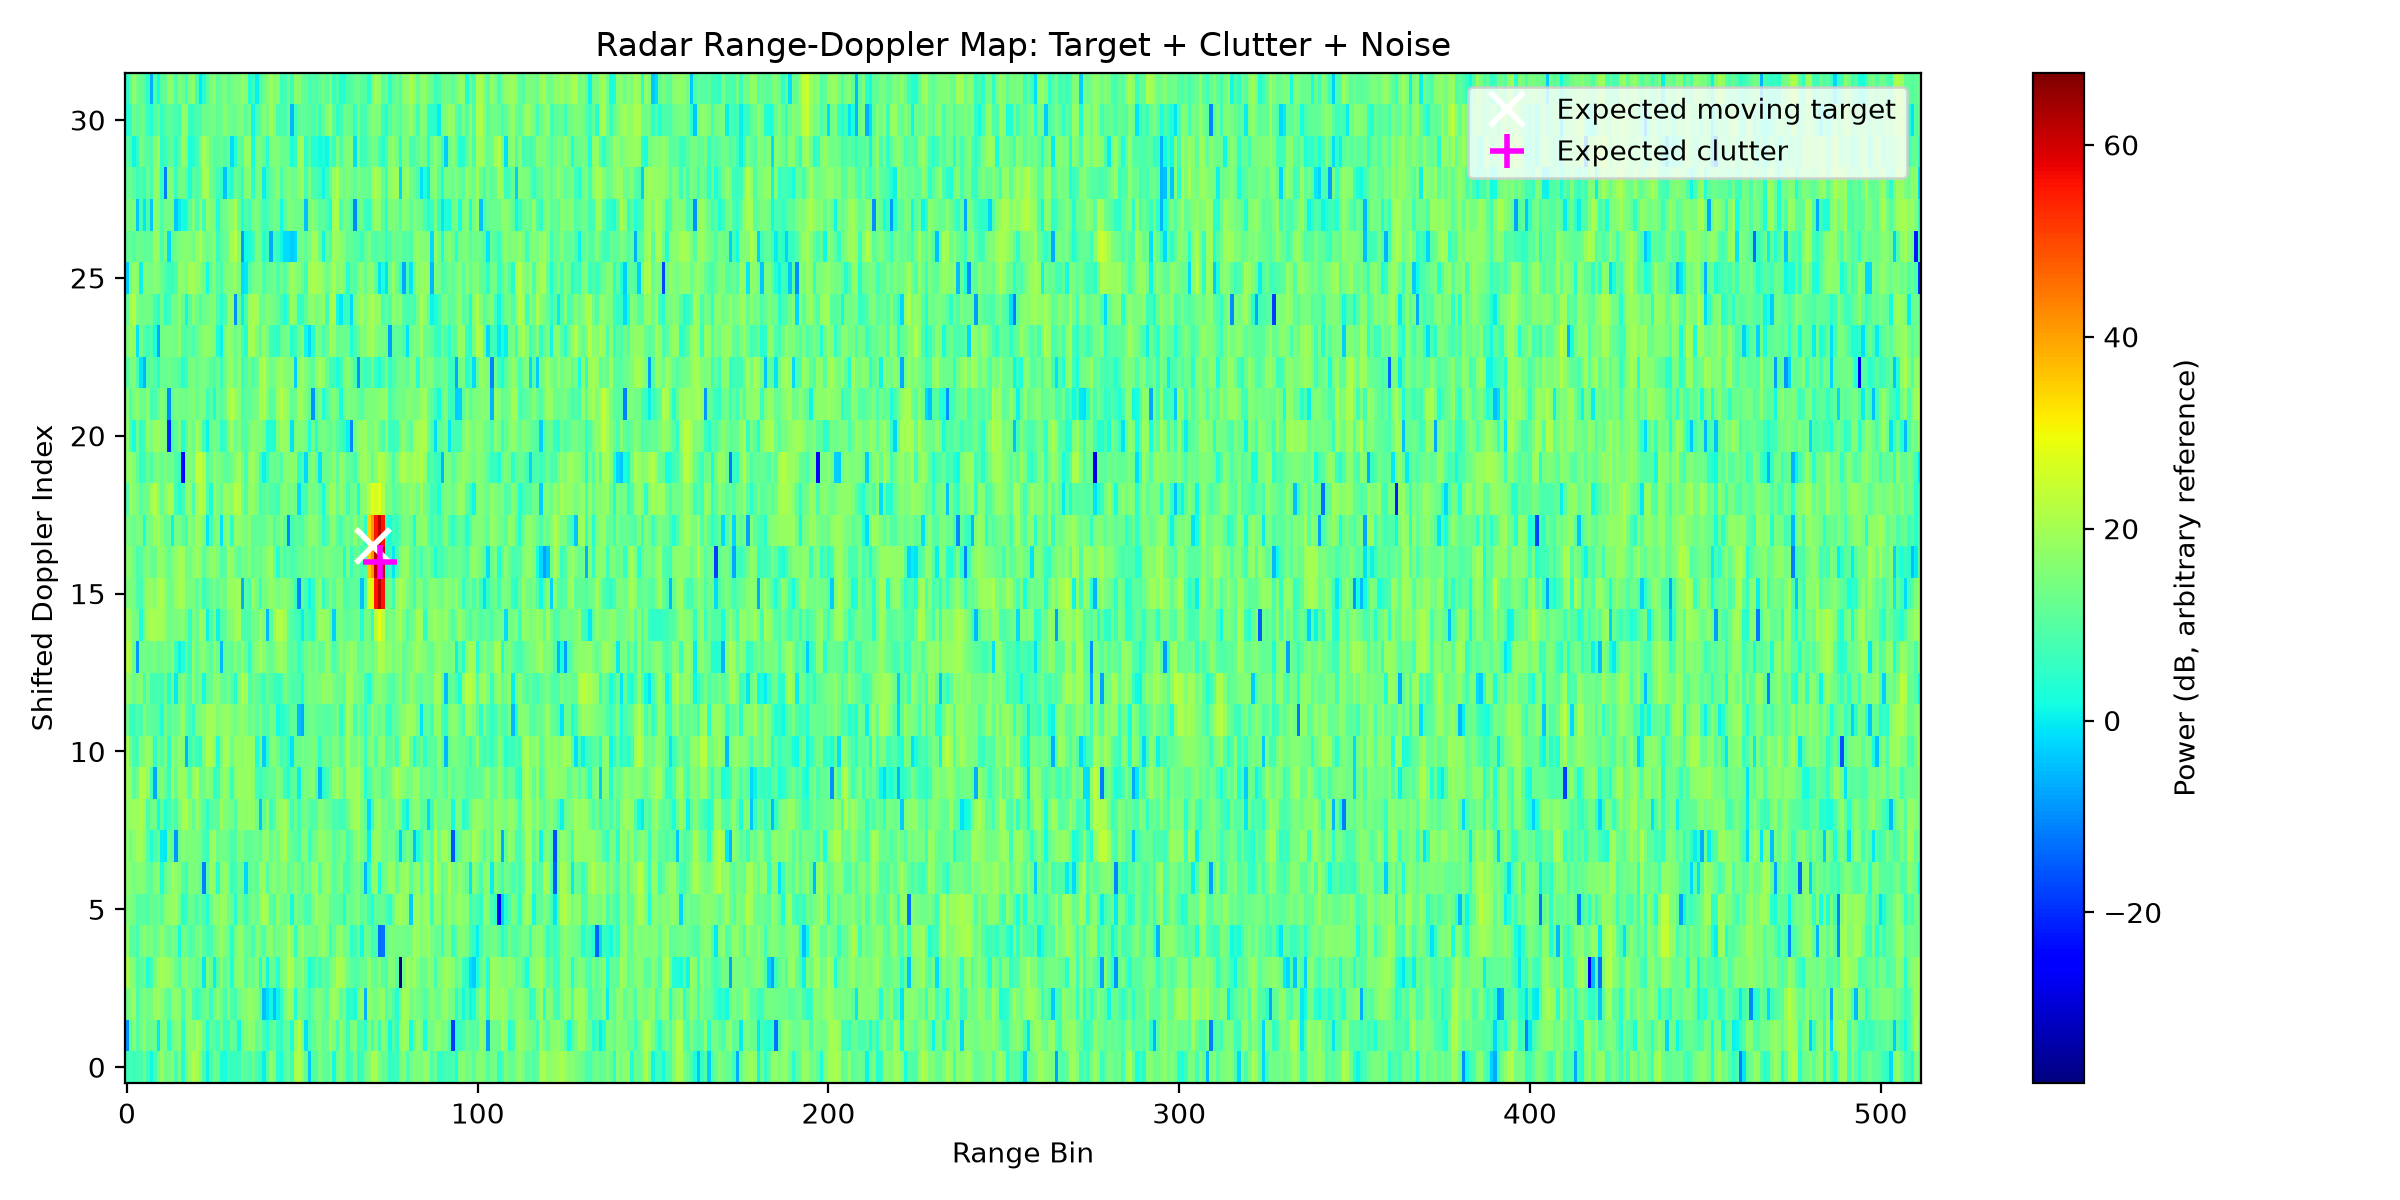 Radar Range-Doppler Map: Target + Clutter + Noise
Expected moving target
Expected clutter
Shifted Doppler Index
30
25
20
15
10
5
0
0 100 200 300 400 500
Range Bin
60
40
20
0
−20
Power (dB, arbitrary reference)